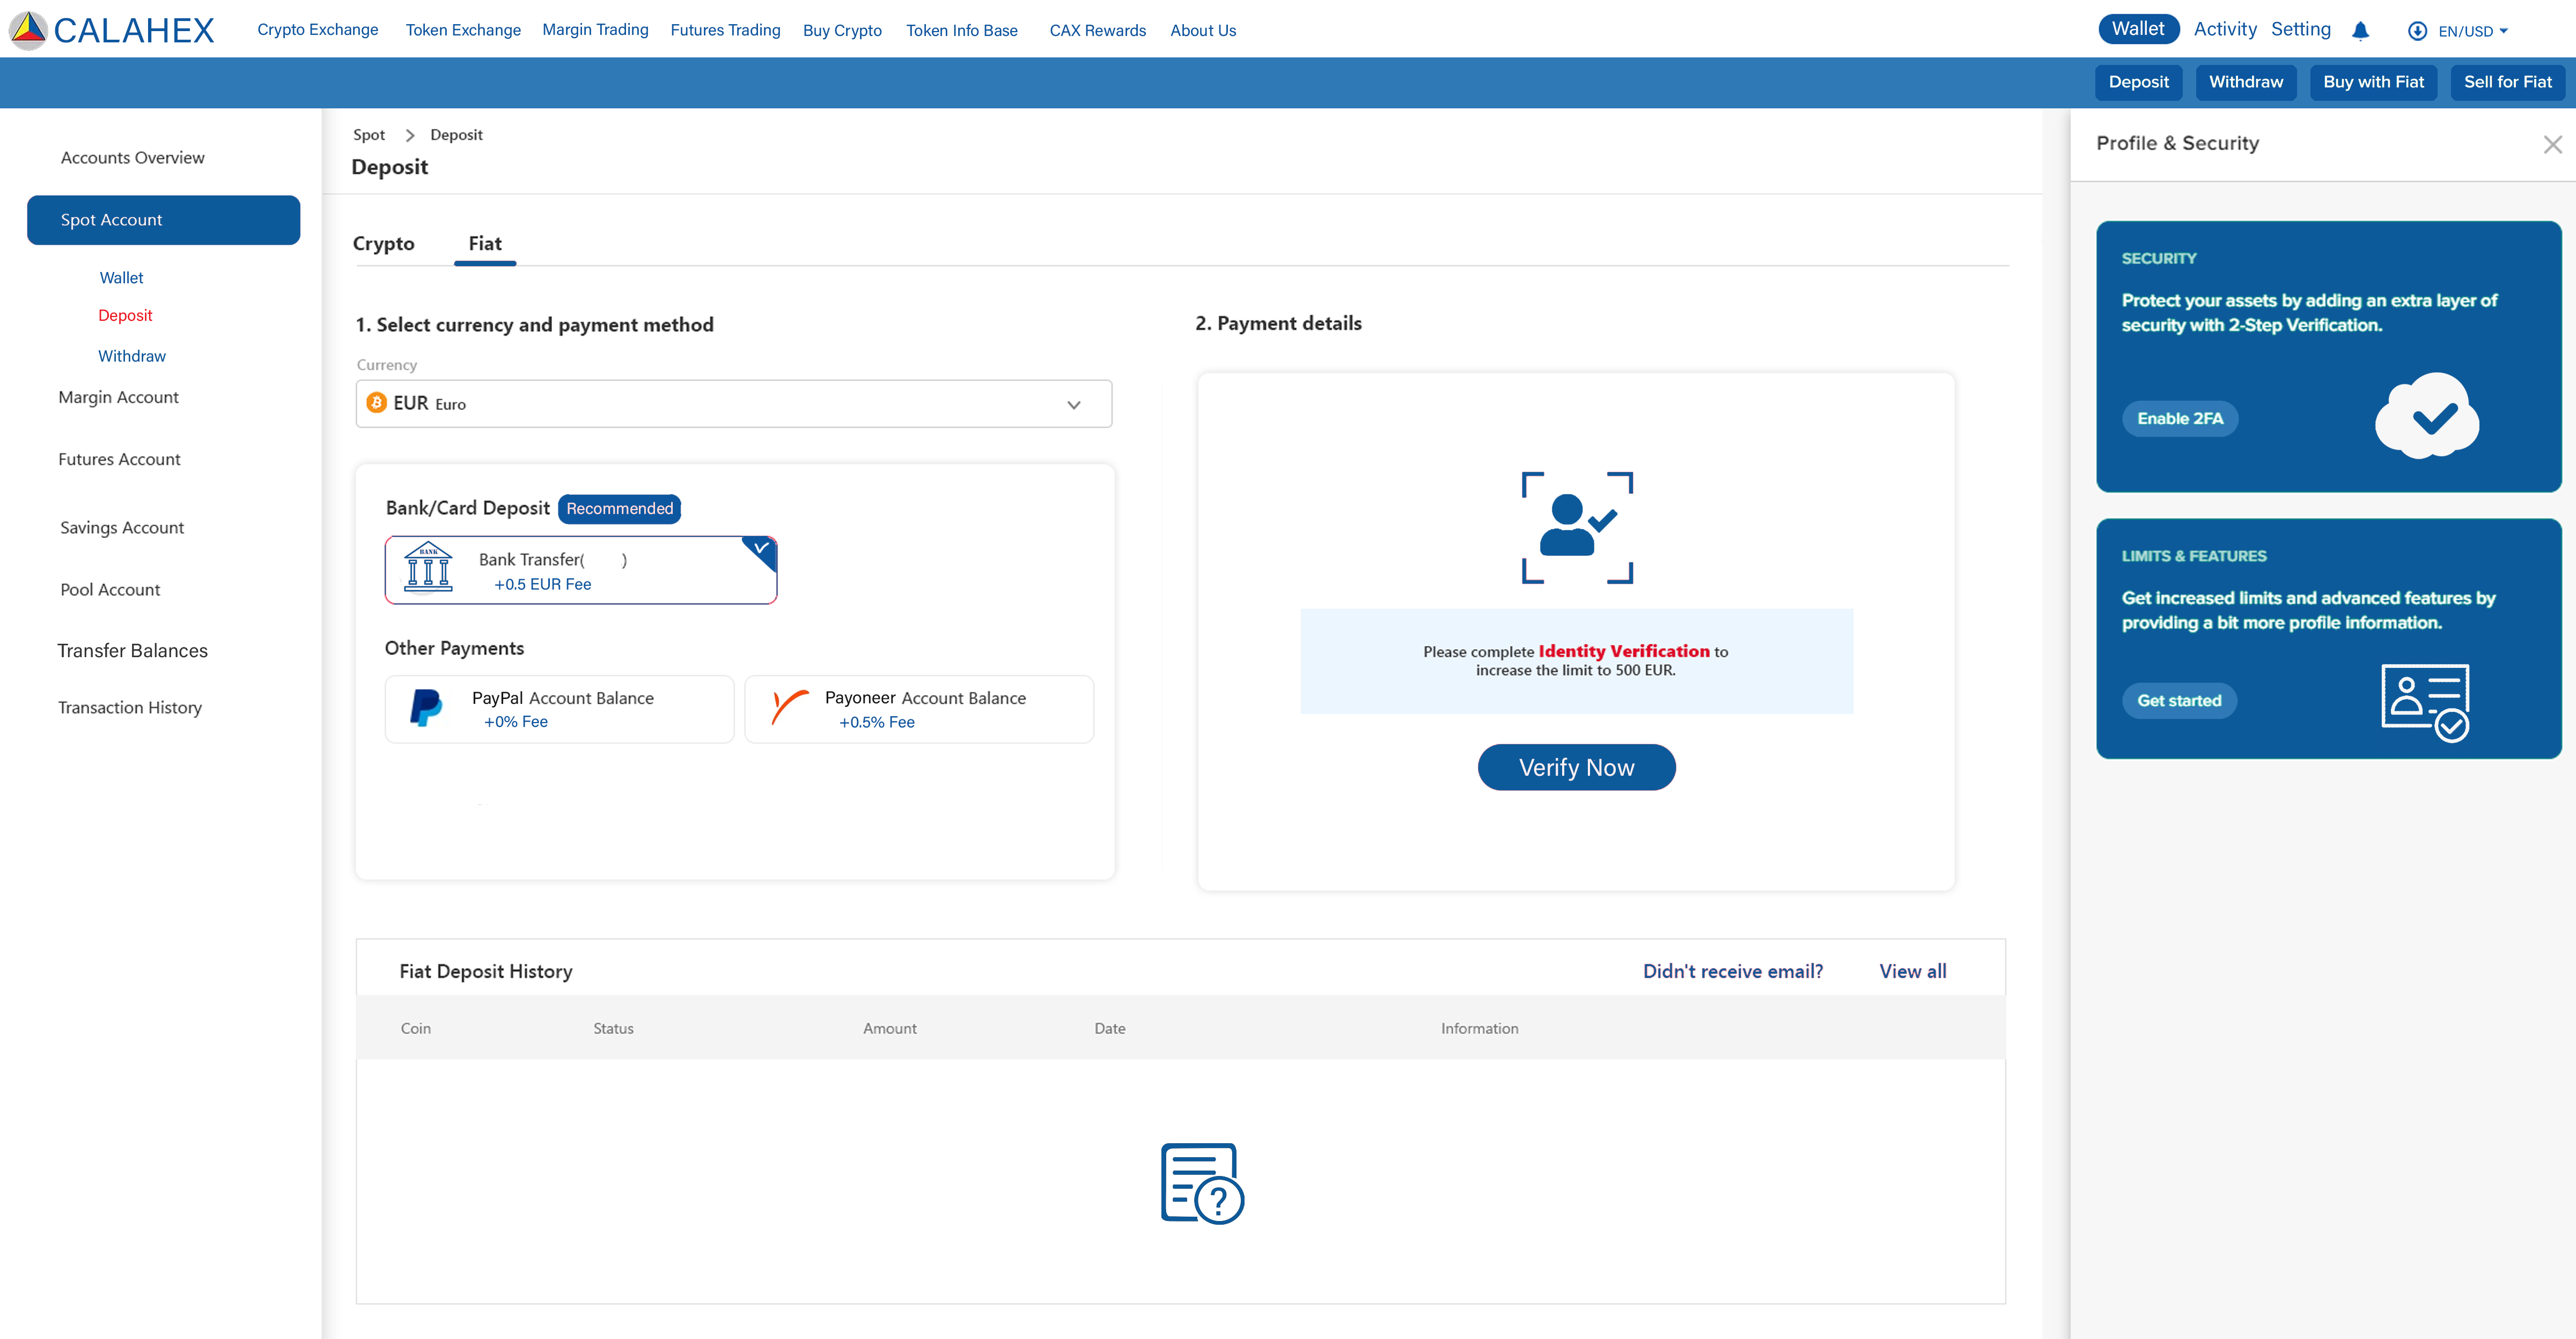 CALAHEX
Crypto Exchange Token Exchange Margin Trading Futures Trading Buy Crypto Token Info Base CAX Rewards About Us
Wallet Activity Setting EN/USD
Deposit Withdraw Buy with Fiat Sell for Fiat
Accounts Overview
Spot Account
Wallet
Deposit
Withdraw
Margin Account
Futures Account
Savings Account
Pool Account
Transfer Balances
Transaction History
Spot > Deposit
Deposit
Crypto Fiat
1. Select currency and payment method
Currency
EUR Euro
Bank/Card Deposit Recommended
BANK
Bank Transfer( )
+0.5 EUR Fee
Other Payments
PayPal Account Balance
+0% Fee
Payoneer Account Balance
+0.5% Fee
2. Payment details
Please complete Identity Verification to
increase the limit to 500 EUR.
Verify Now
Fiat Deposit History
Didn't receive email? View all
Coin Status Amount Date Information
?
Profile & Security
SECURITY
Protect your assets by adding an extra layer of
security with 2-Step Verification.
Enable 2FA
LIMITS & FEATURES
Get increased limits and advanced features by
providing a bit more profile information.
Get started